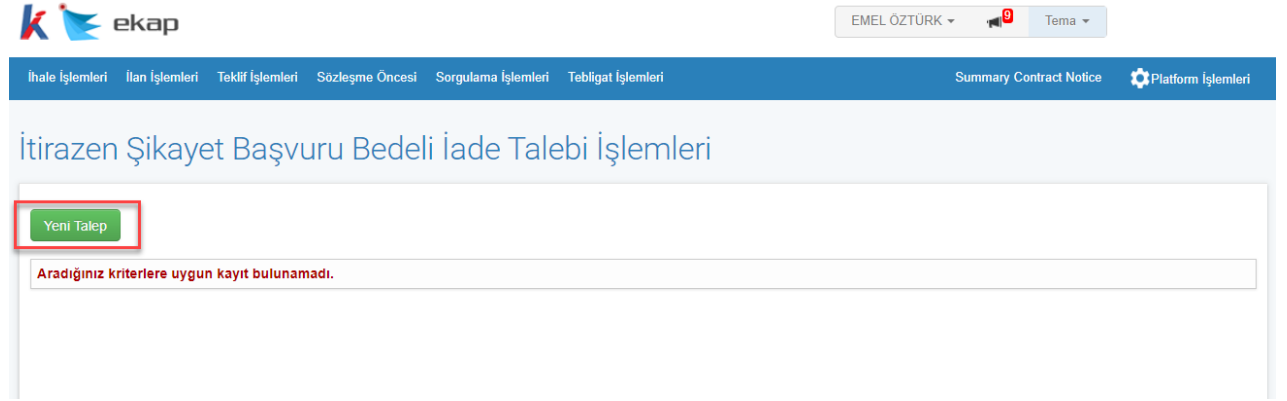 ekap
EMEL ÖZTÜRK 9 Tema
İhale İşlemleri İlan İşlemleri Teklif İşlemleri Sözleşme Öncesi Sorgulama İşlemleri Tebligat İşlemleri Summary Contract Notice Platform İşlemleri
İtirazen Şikayet Başvuru Bedeli İade Talebi İşlemleri
Yeni Talep
Aradığınız kriterlere uygun kayıt bulunamadı.